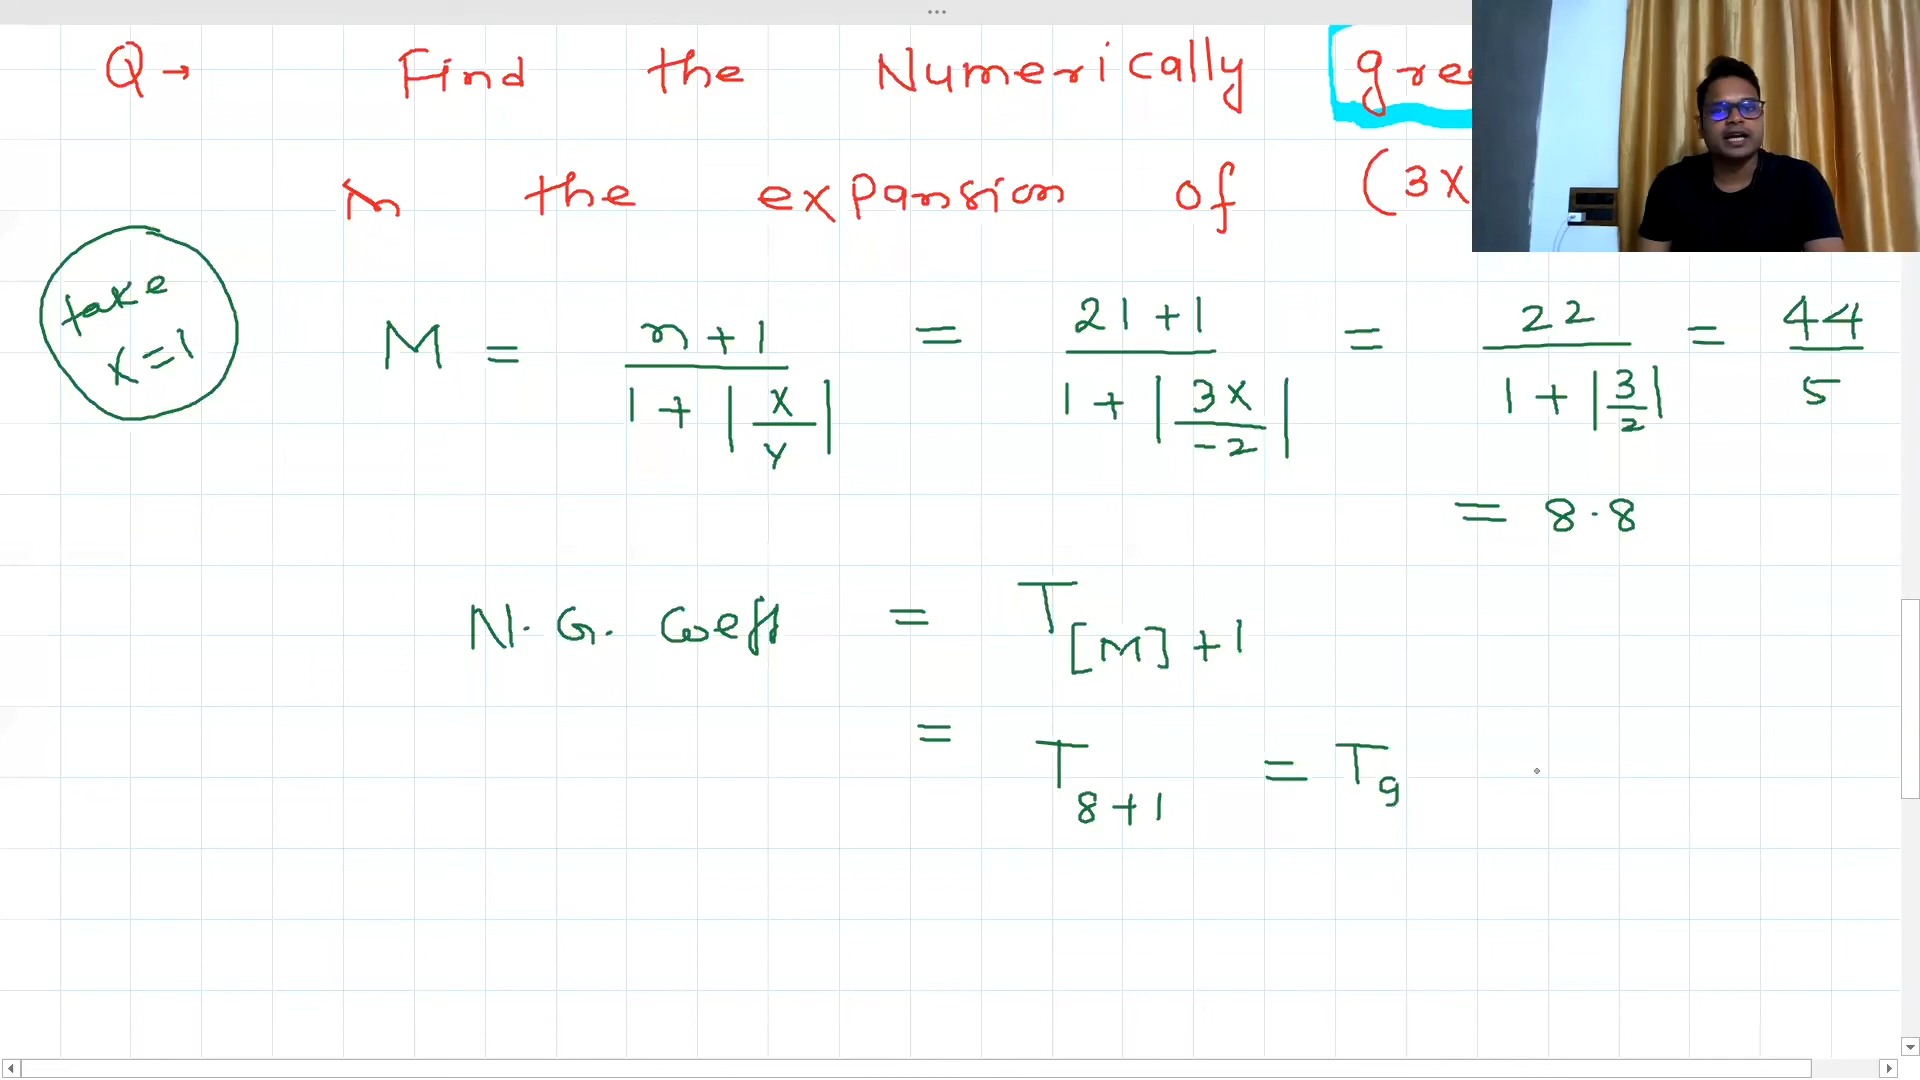 Q→ Find the Numerically gre
in the expansion of (3X
take
x=1
M = n+1 / 1+|X/Y| = 21+1 / 1+|3X/-2| = 22 / 1+|3/2| = 44/5
= 8.8
N. G. Coeff = T[M]+1
= T8+1 = T9